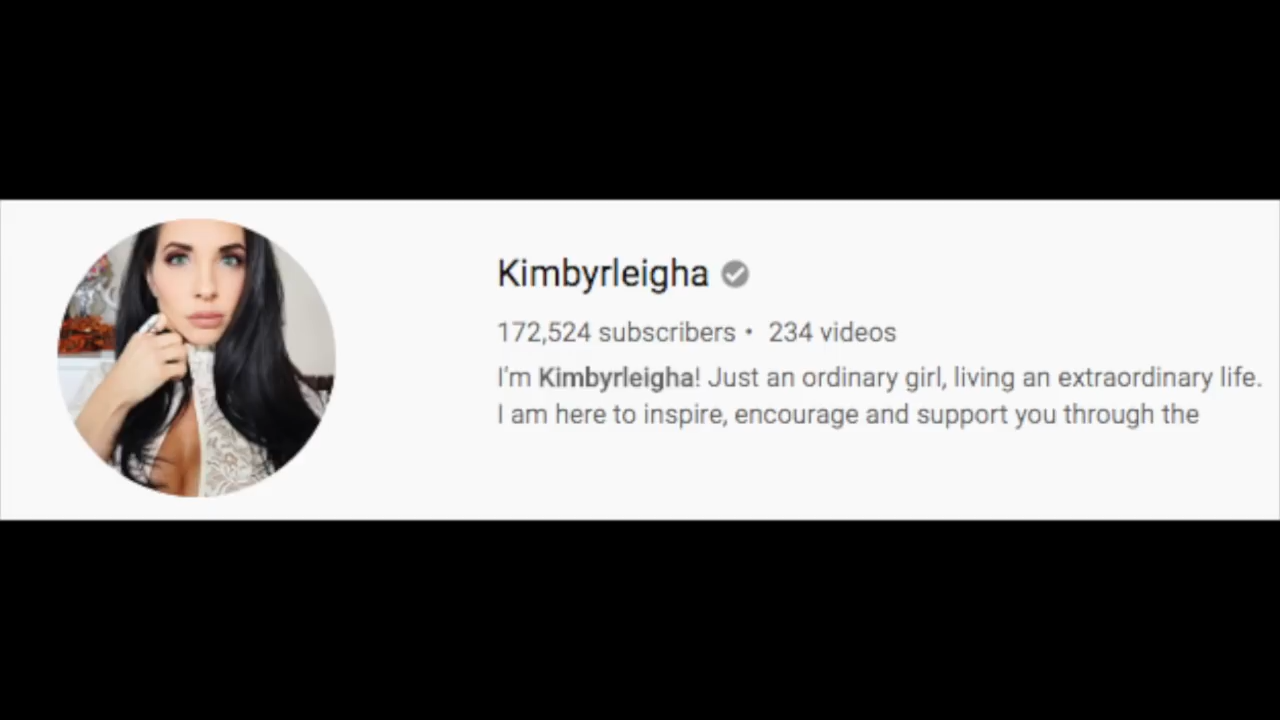 Kimbyrleigha
172,524 subscribers • 234 videos
I'm Kimbyrleigha! Just an ordinary girl, living an extraordinary life.
I am here to inspire, encourage and support you through the